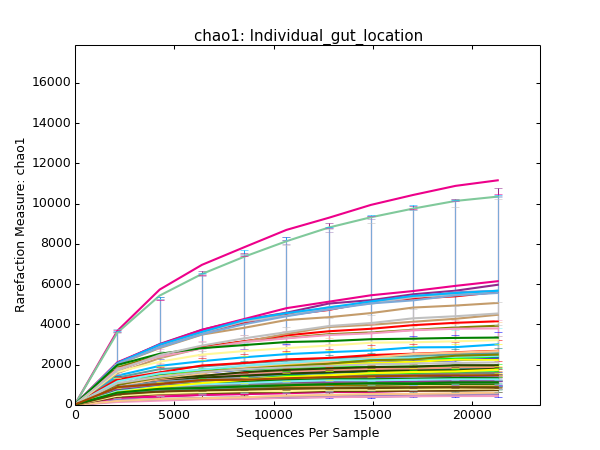 chao1: Individual_gut_location
Rarefaction Measure: chao1
16000
14000
12000
10000
8000
6000
4000
2000
0
0 5000 10000 15000 20000
Sequences Per Sample